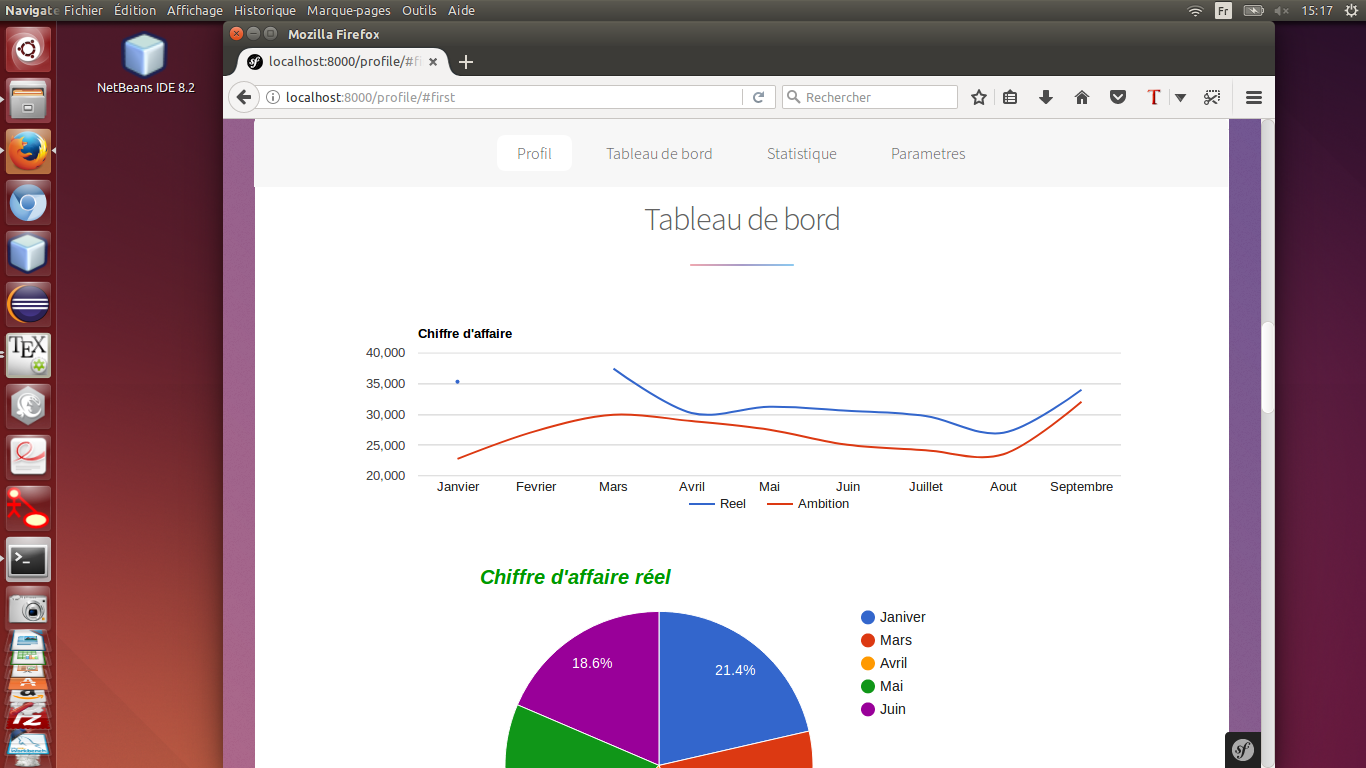 Navigate Fichier Édition Affichage Historique Marque-pages Outils Aide Fr 15:17
Mozilla Firefox
NetBeans IDE 8.2
localhost:8000/profile/#fi
localhost:8000/profile/#first Rechercher T
Profil Tableau de bord Statistique Parametres
Tableau de bord
Chiffre d'affaire
40,000
35,000
30,000
25,000
20,000
Janvier Fevrier Mars Avril Mai Juin Juillet Aout Septembre
Reel Ambition
Chiffre d'affaire réel
Janiver
Mars
Avril
Mai
Juin
18.6%
21.4%
TEX
sf